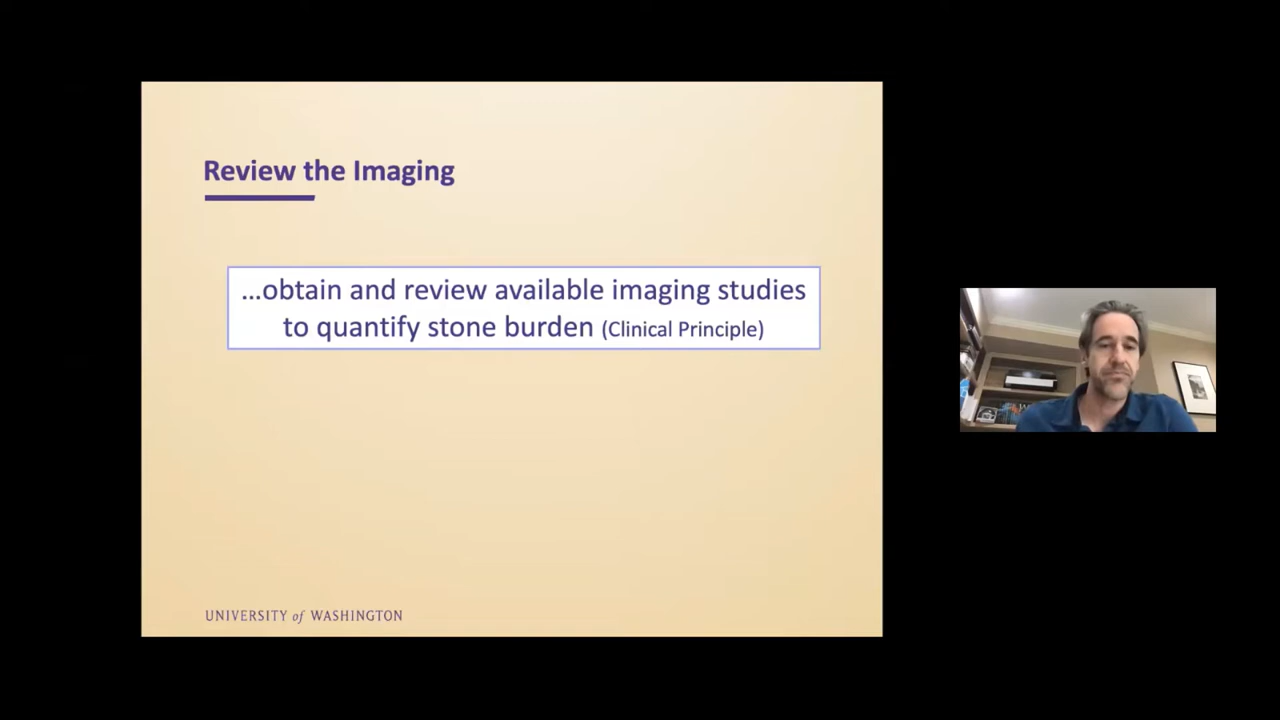 Review the Imaging
...obtain and review available imaging studies
to quantify stone burden (Clinical Principle)
UNIVERSITY of WASHINGTON